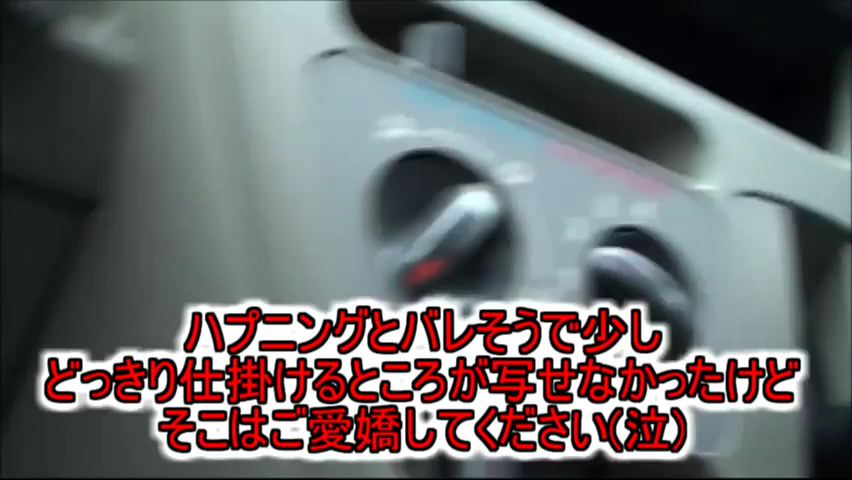 ハプニングとバレそうで少し
どっきり仕掛けるところが写せなかったけど
そこはご愛嬌してください（泣）